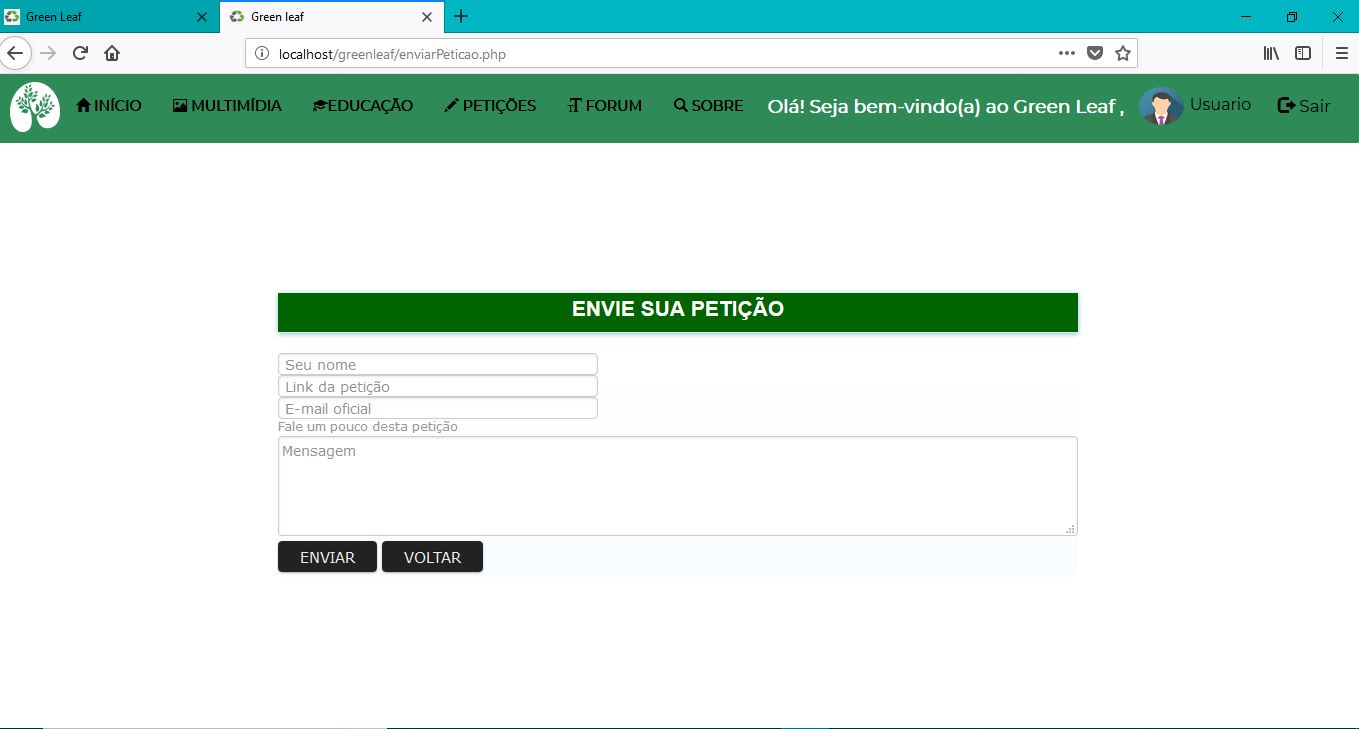 Green Leaf
Green leaf
localhost/greenleaf/enviarPeticao.php
INÍCIO MULTIMÍDIA EDUCAÇÃO PETIÇÕES FORUM SOBRE Olá! Seja bem-vindo(a) ao Green Leaf , Usuario Sair
ENVIE SUA PETIÇÃO
Seu nome
Link da petição
E-mail oficial
Fale um pouco desta petição
Mensagem
ENVIAR VOLTAR